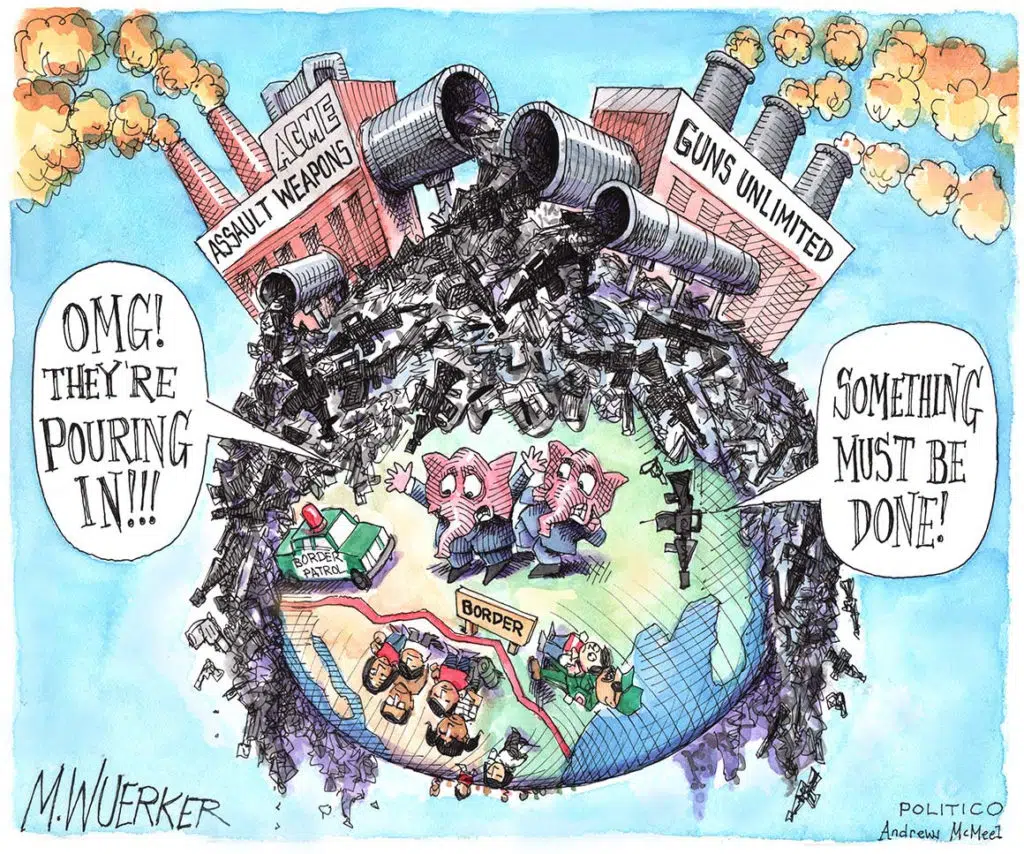 ACME
ASSAULT WEAPONS
GUNS UNLIMITED
OMG!
THEY'RE
POURING
IN!!!
SOMETHING
MUST BE
DONE!
BORDER
PATROL
BORDER
M.WUERKER
POLITICO
Andrews McMeel